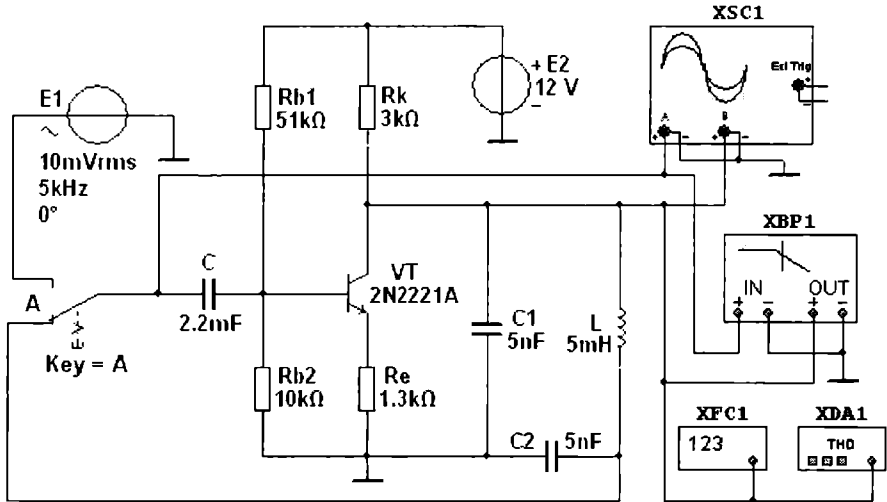 XSC1
Ext Trig
A
B
E1
10mVrms
5kHz
0°
Rb1
51kΩ
Rk
3kΩ
E2
12 V
XBP1
IN
OUT
A
Key = A
C
2.2mF
VT
2N2221A
C1
5nF
L
5mH
Rb2
10kΩ
Re
1.3kΩ
C2
5nF
XFC1
123
XDA1
THD